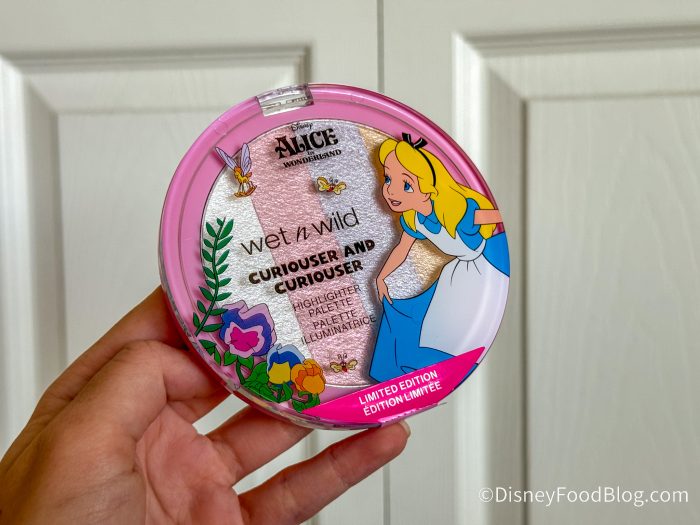 Disney
ALICE
IN
WONDERLAND
wet n wild
CURIOUSER AND
CURIOUSER
HIGHLIGHTER
PALETTE
PALETTE
ILLUMINATRICE
LIMITED EDITION
ÉDITION LIMITÉE
©DisneyFoodBlog.com